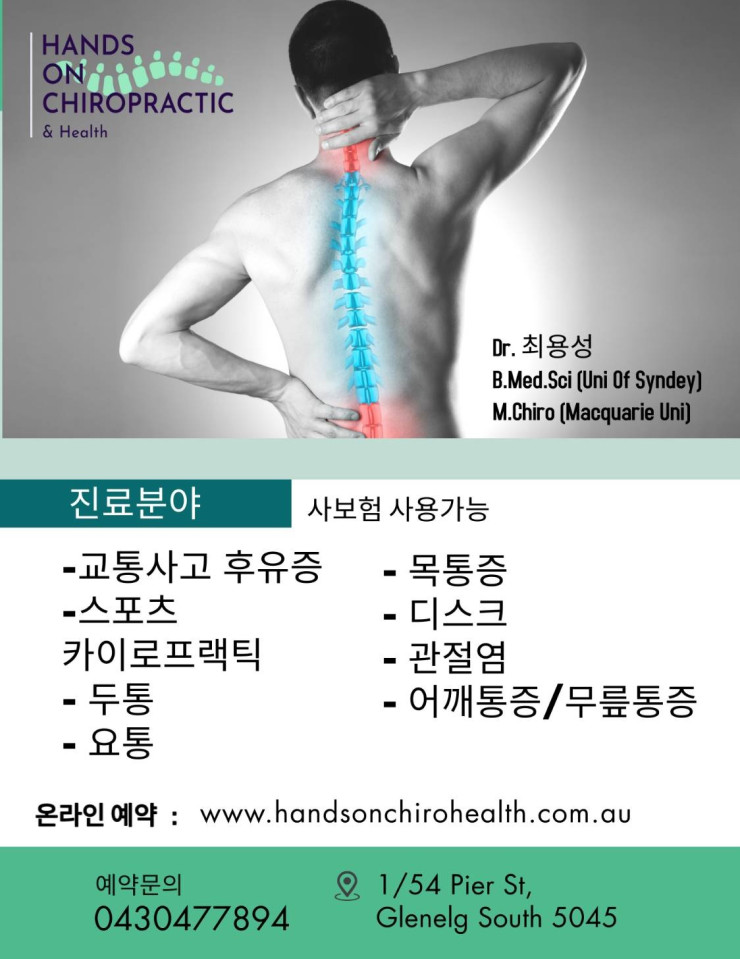 HANDS
ON
CHIROPRACTIC
& Health
Dr. 최용성
B.Med.Sci (Uni Of Syndey)
M.Chiro (Macquarie Uni)
진료분야
사보험 사용가능
-교통사고 후유증
-스포츠
카이로프랙틱
- 두통
- 요통
- 목통증
- 디스크
- 관절염
- 어깨통증/무릎통증
온라인 예약 : www.handsonchirohealth.com.au
예약문의
0430477894
1/54 Pier St,
Glenelg South 5045